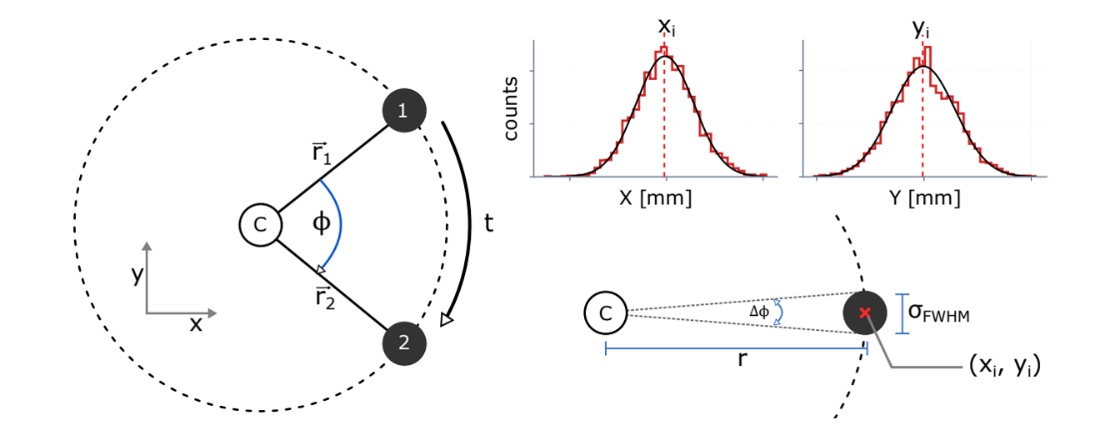 1
r⃗₁
C
ϕ
t
r⃗₂
y
x
2
xᵢ
counts
X [mm]
yᵢ
Y [mm]
C
Δϕ
σFWHM
r
(xᵢ, yᵢ)